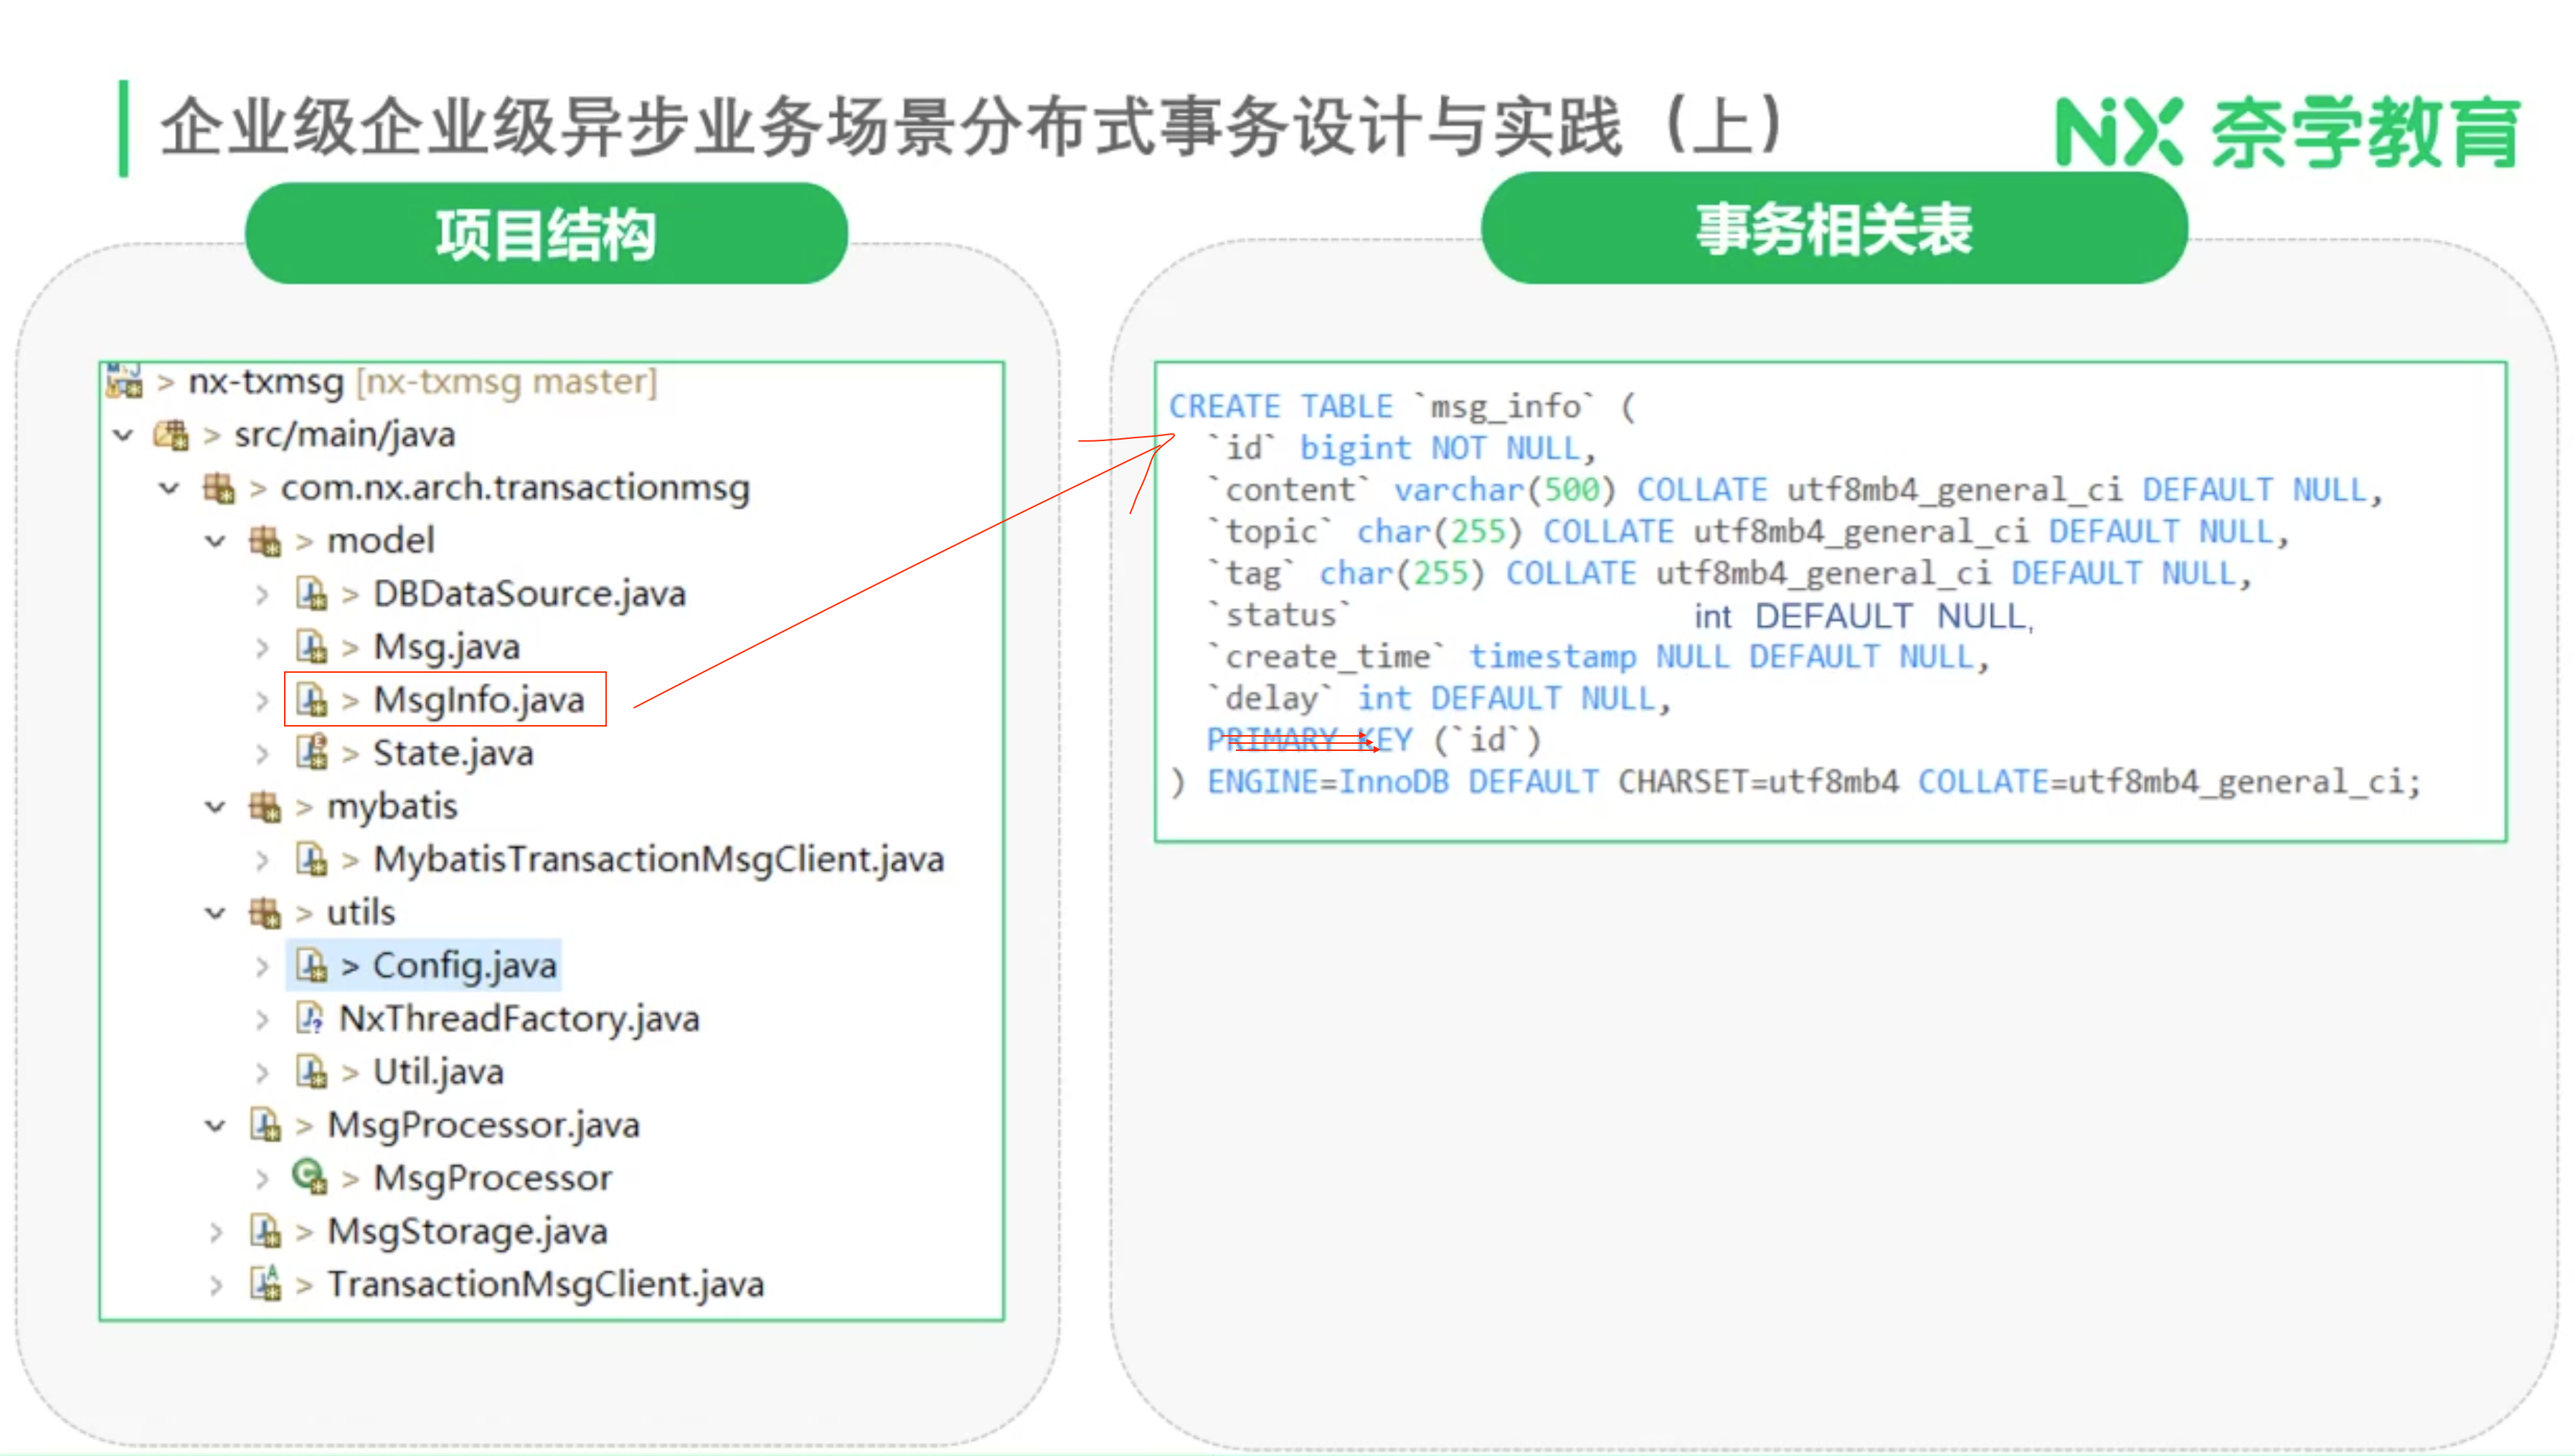 企业级企业级异步业务场景分布式事务设计与实践（上）
NX 奈学教育
项目结构
> nx-txmsg [nx-txmsg master]
> src/main/java
> com.nx.arch.transactionmsg
> model
> DBDataSource.java
> Msg.java
> MsgInfo.java
> State.java
> mybatis
> MybatisTransactionMsgClient.java
> utils
> Config.java
NxThreadFactory.java
> Util.java
> MsgProcessor.java
> MsgProcessor
> MsgStorage.java
> TransactionMsgClient.java
事务相关表
CREATE TABLE `msg_info` (
`id` bigint NOT NULL,
`content` varchar(500) COLLATE utf8mb4_general_ci DEFAULT NULL,
`topic` char(255) COLLATE utf8mb4_general_ci DEFAULT NULL,
`tag` char(255) COLLATE utf8mb4_general_ci DEFAULT NULL,
`status` int DEFAULT NULL,
`create_time` timestamp NULL DEFAULT NULL,
`delay` int DEFAULT NULL,
PRIMARY KEY (`id`)
) ENGINE=InnoDB DEFAULT CHARSET=utf8mb4 COLLATE=utf8mb4_general_ci;